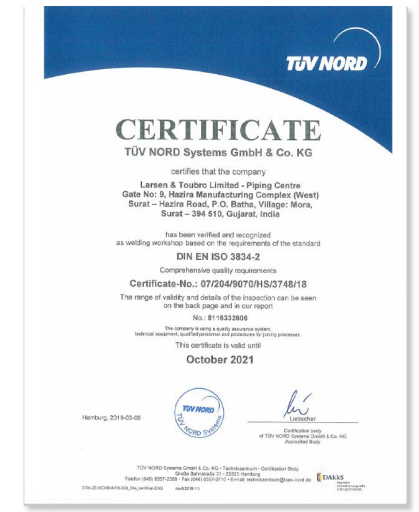 TÜV NORD
CERTIFICATE
TÜV NORD Systems GmbH & Co. KG
certifies that the company
Larsen & Toubro Limited - Piping Centre
Gate No: 9, Hazira Manufacturing Complex (West)
Surat – Hazira Road, P.O. Batha, Village: Mora,
Surat – 394 510, Gujarat, India
has been verified and recognized
as welding workshop based on the requirements of the standard
DIN EN ISO 3834-2
Comprehensive quality requirements
Certificate-No.: 07/204/9070/HS/3748/18
The range of validity and details of the inspection can be seen
on the back page and in our report
No.: 8116332606
The company is using a quality assurance system,
technical equipment, qualified personnel and procedures for joining processes.
This certificate is valid until
October 2021
TÜV NORD
TÜV NORD SYSTEMS
Hamburg, 2019-03-06
Liebscher
Certification body
of TÜV NORD Systems GmbH & Co. KG
Accredited Body
TÜV NORD Systems GmbH & Co. KG • Technikzentrum • Certification Body
Große Bahnstraße 31 • 22525 Hamburg
DAkkS